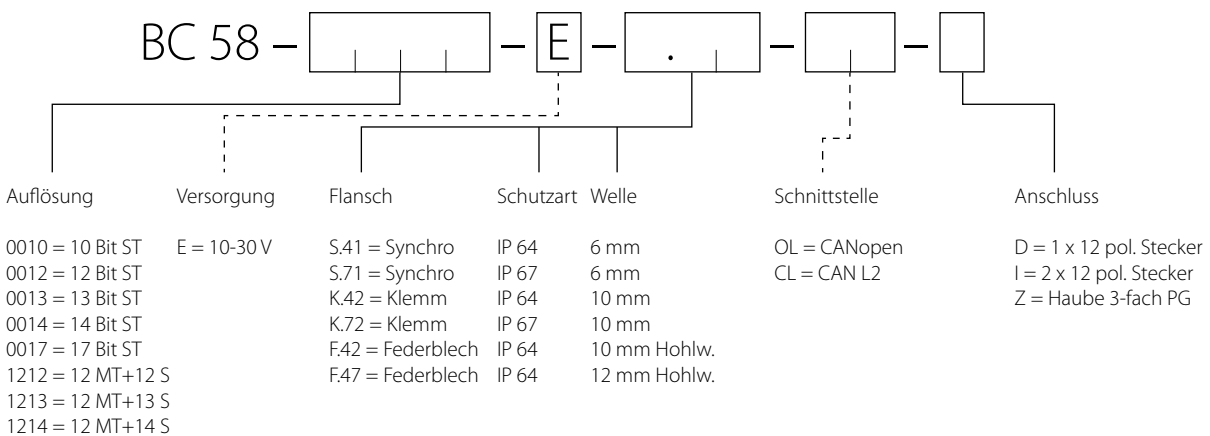 BC 58 – – E – . – –
Auflösung Versorgung Flansch Schutzart Welle Schnittstelle Anschluss
0010 = 10 Bit ST E = 10-30 V S.41 = Synchro IP 64 6 mm OL = CANopen D = 1 x 12 pol. Stecker
0012 = 12 Bit ST S.71 = Synchro IP 67 6 mm CL = CAN L2 I = 2 x 12 pol. Stecker
0013 = 13 Bit ST K.42 = Klemm IP 64 10 mm Z = Haube 3-fach PG
0014 = 14 Bit ST K.72 = Klemm IP 67 10 mm
0017 = 17 Bit ST F.42 = Federblech IP 64 10 mm Hohlw.
1212 = 12 MT+12 S F.47 = Federblech IP 64 12 mm Hohlw.
1213 = 12 MT+13 S
1214 = 12 MT+14 S